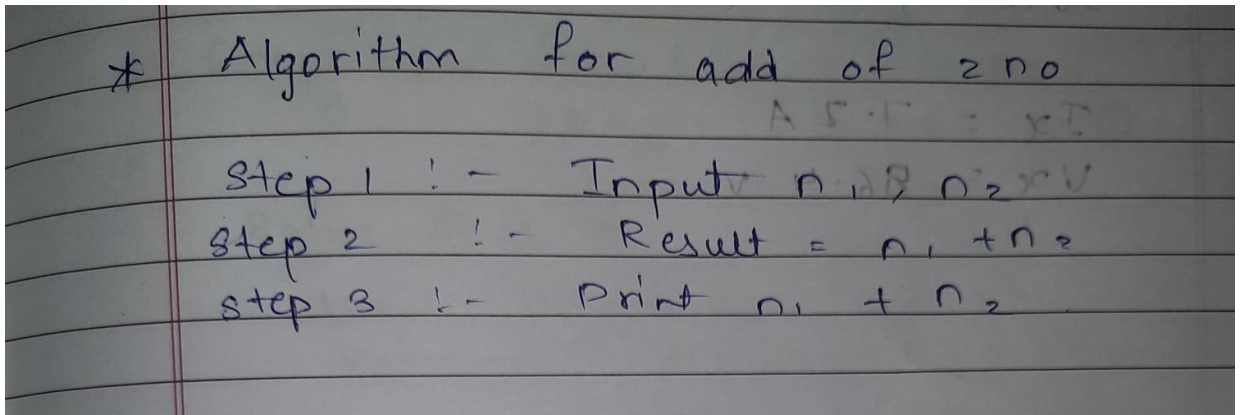 * Algorithm for add of 2 no
Step 1 :- Input n1, n2
Step 2 :- Result = n1 + n2
Step 3 :- Print n1 + n2